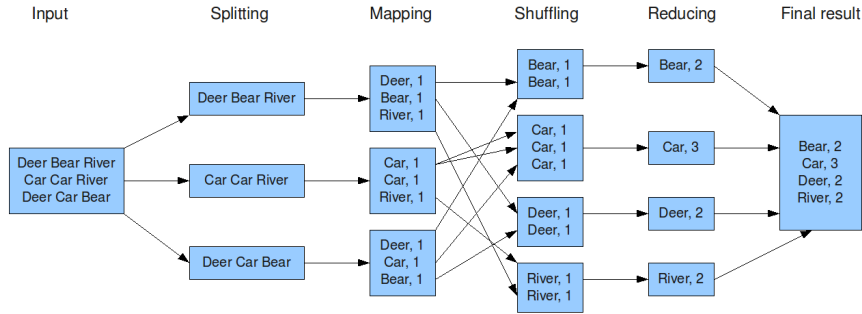 Input
Splitting
Mapping
Shuffling
Reducing
Final result
Deer Bear River
Car Car River
Deer Car Bear
Deer Bear River
Car Car River
Deer Car Bear
Deer, 1
Bear, 1
River, 1
Car, 1
Car, 1
River, 1
Deer, 1
Car, 1
Bear, 1
Bear, 1
Bear, 1
Car, 1
Car, 1
Car, 1
Deer, 1
Deer, 1
River, 1
River, 1
Bear, 2
Car, 3
Deer, 2
River, 2
Bear, 2
Car, 3
Deer, 2
River, 2